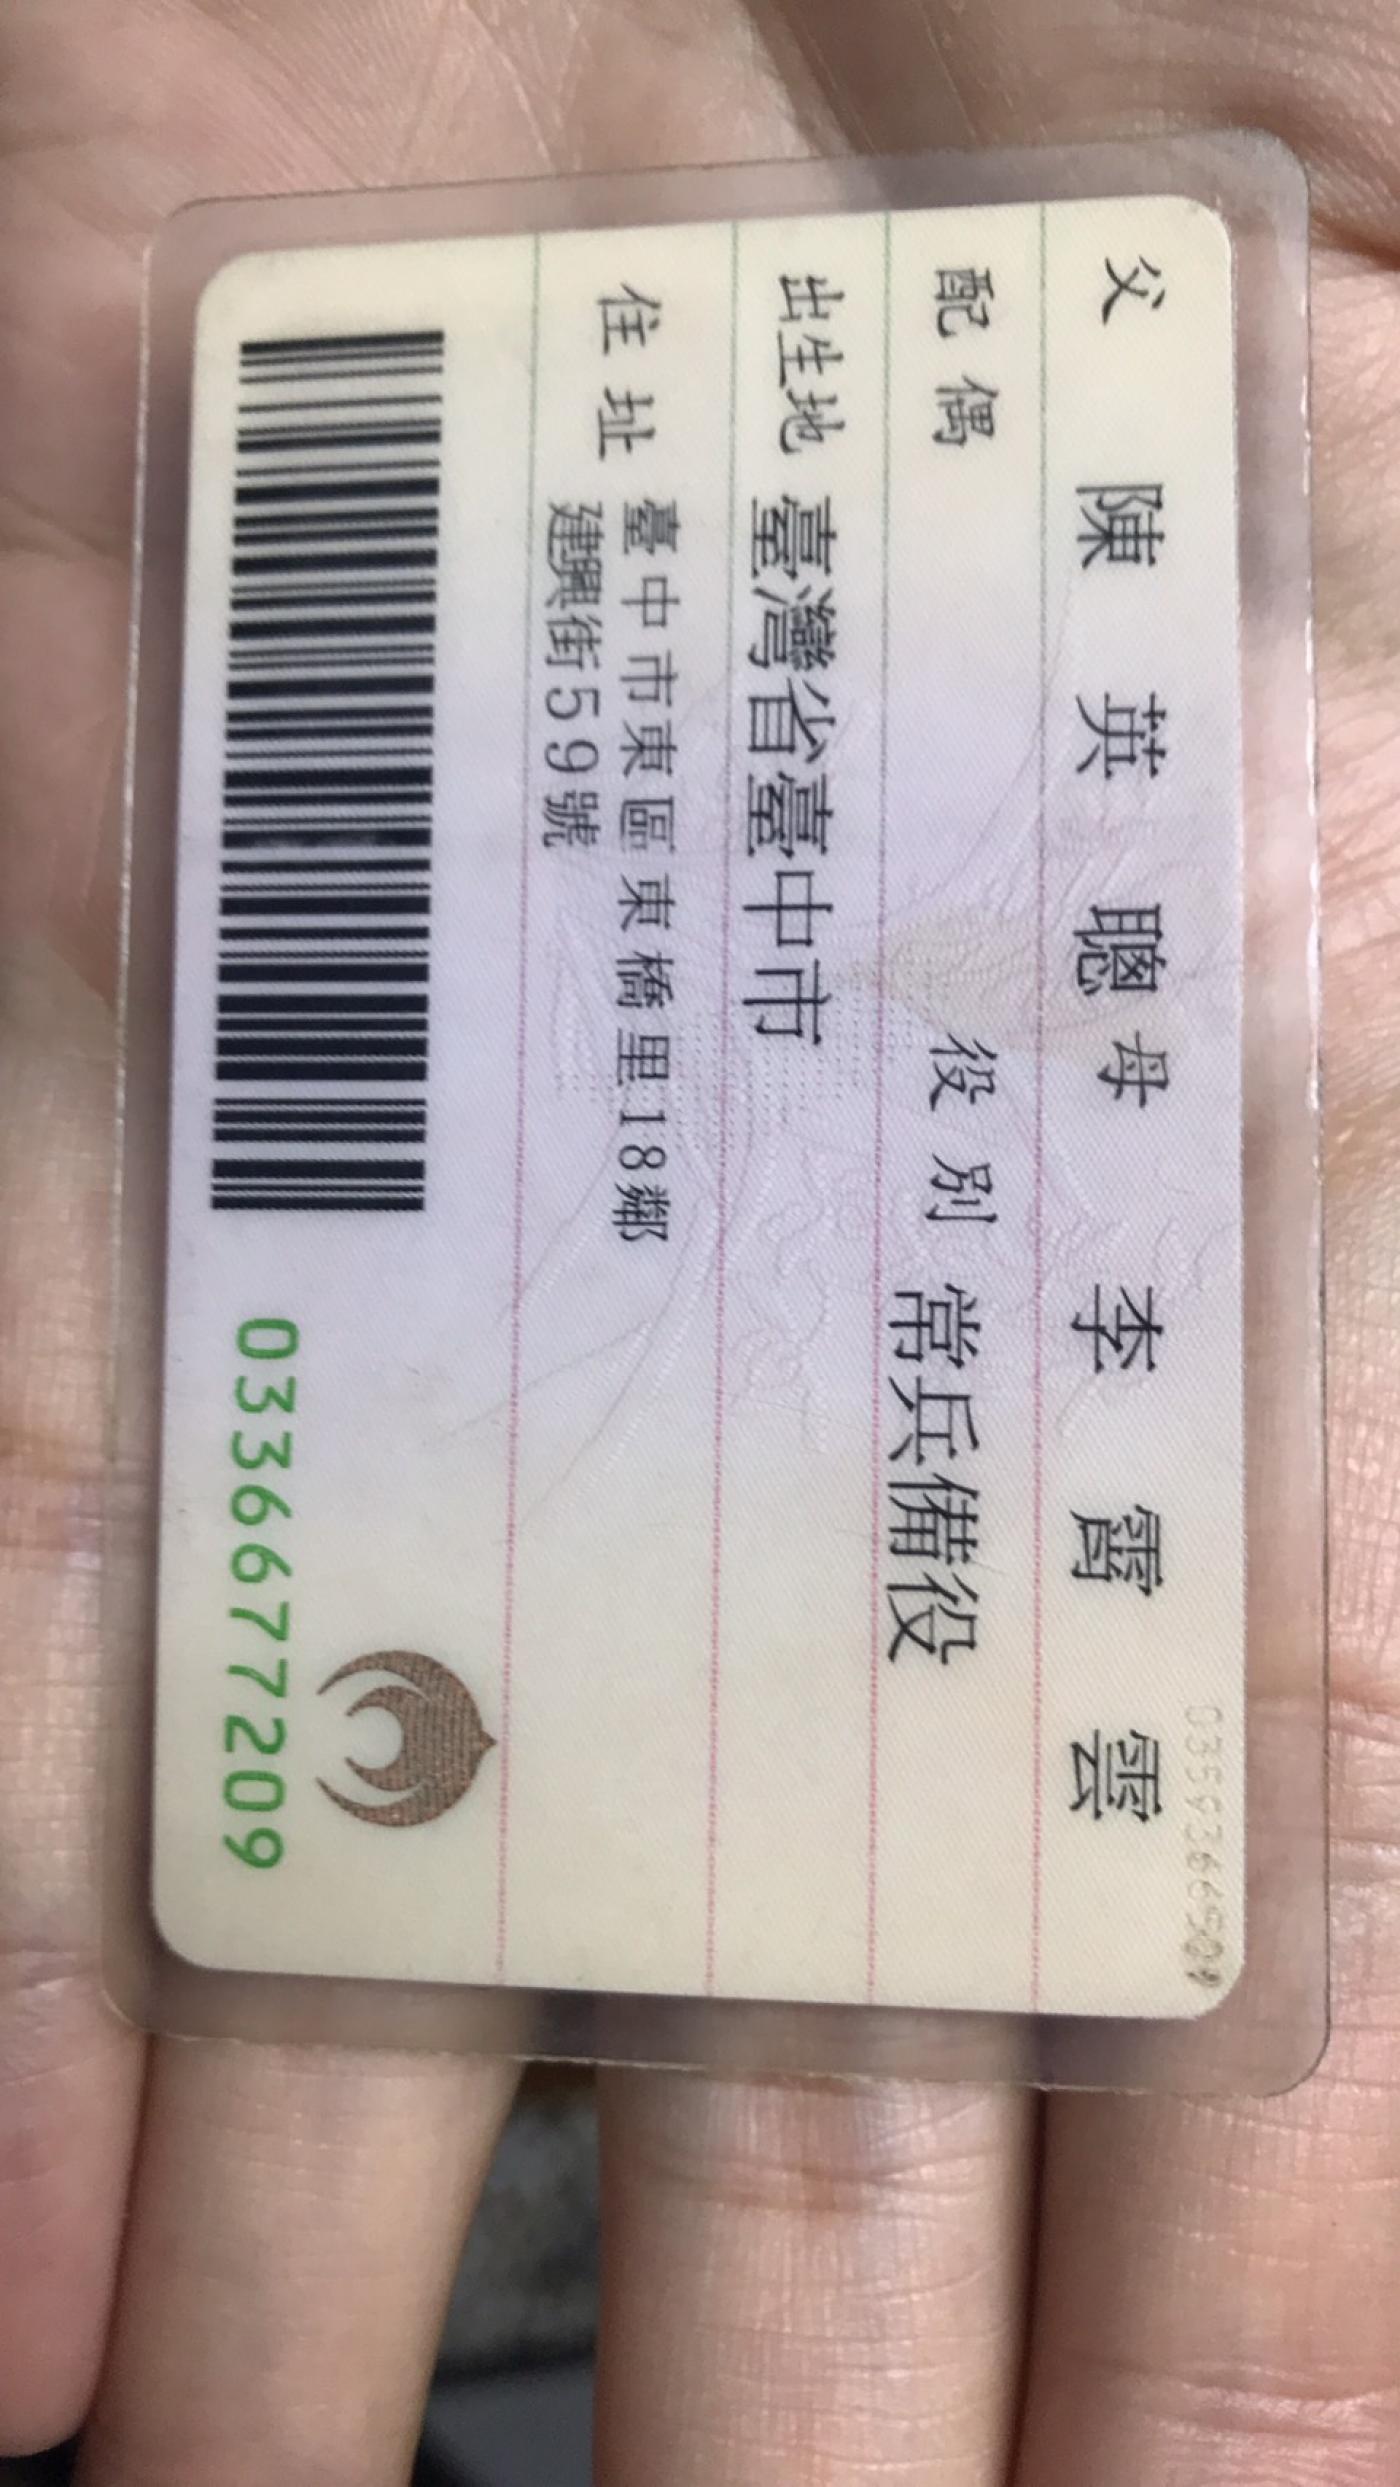 父 陳 英 聰 母 李 雲
配偶 役別 常兵備役
出生地 臺灣省臺中市
住址 臺中市東區東橋里18鄰
建興街59號
0336677209